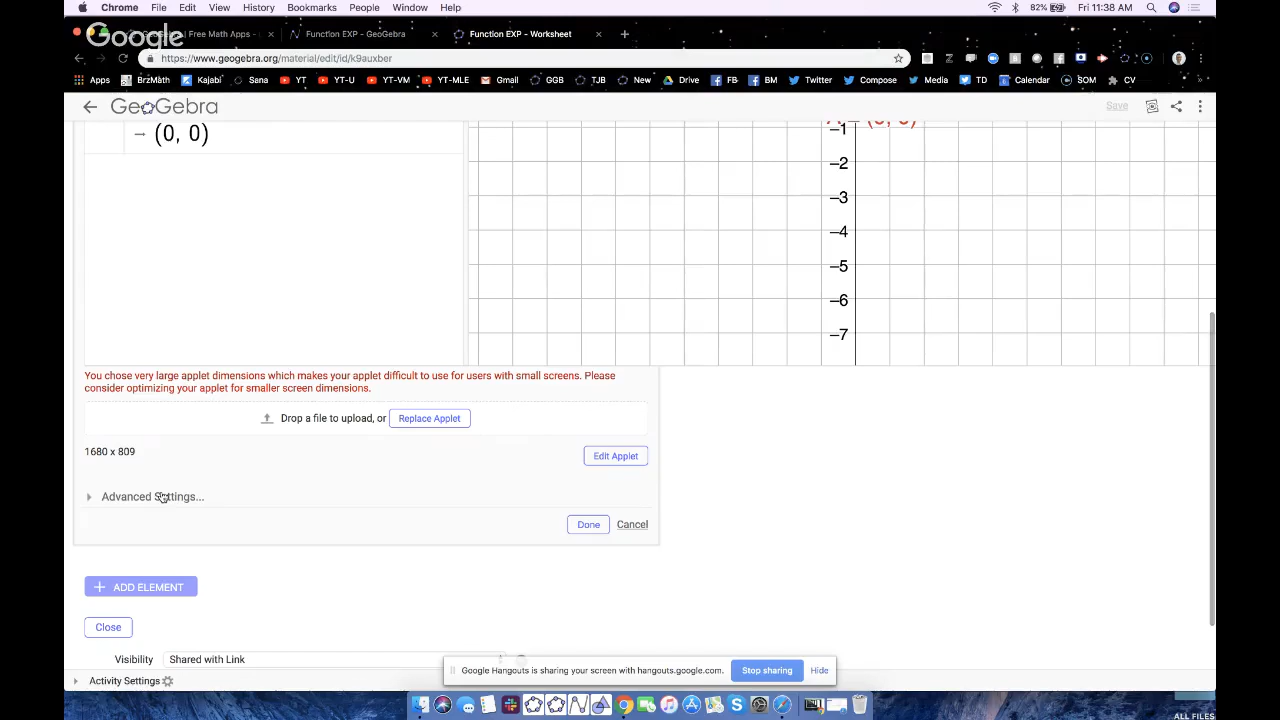 Chrome File Edit View History Bookmarks People Window Help
82% Fri 11:38 AM
Google
| Free Math Apps -
Function EXP - GeoGebra
Function EXP - Worksheet
https://www.geogebra.org/material/edit/id/k9auxber
Apps BrzMath Kajabi Sana YT YT-U YT-VM YT-MLE Gmail GGB TJB New Drive FB BM Twitter Compose Media TD Calendar SOM CV
GeoGebra
Save
→ (0, 0)
A = (0, 0)
–1
–2
–3
–4
–5
–6
–7
You chose very large applet dimensions which makes your applet difficult to use for users with small screens. Please
consider optimizing your applet for smaller screen dimensions.
Drop a file to upload, or Replace Applet
1680 x 809
Edit Applet
Advanced Settings...
Done Cancel
+ ADD ELEMENT
Close
Visibility Shared with Link
Google Hangouts is sharing your screen with hangouts.google.com. Stop sharing Hide
Activity Settings
ALL FILES